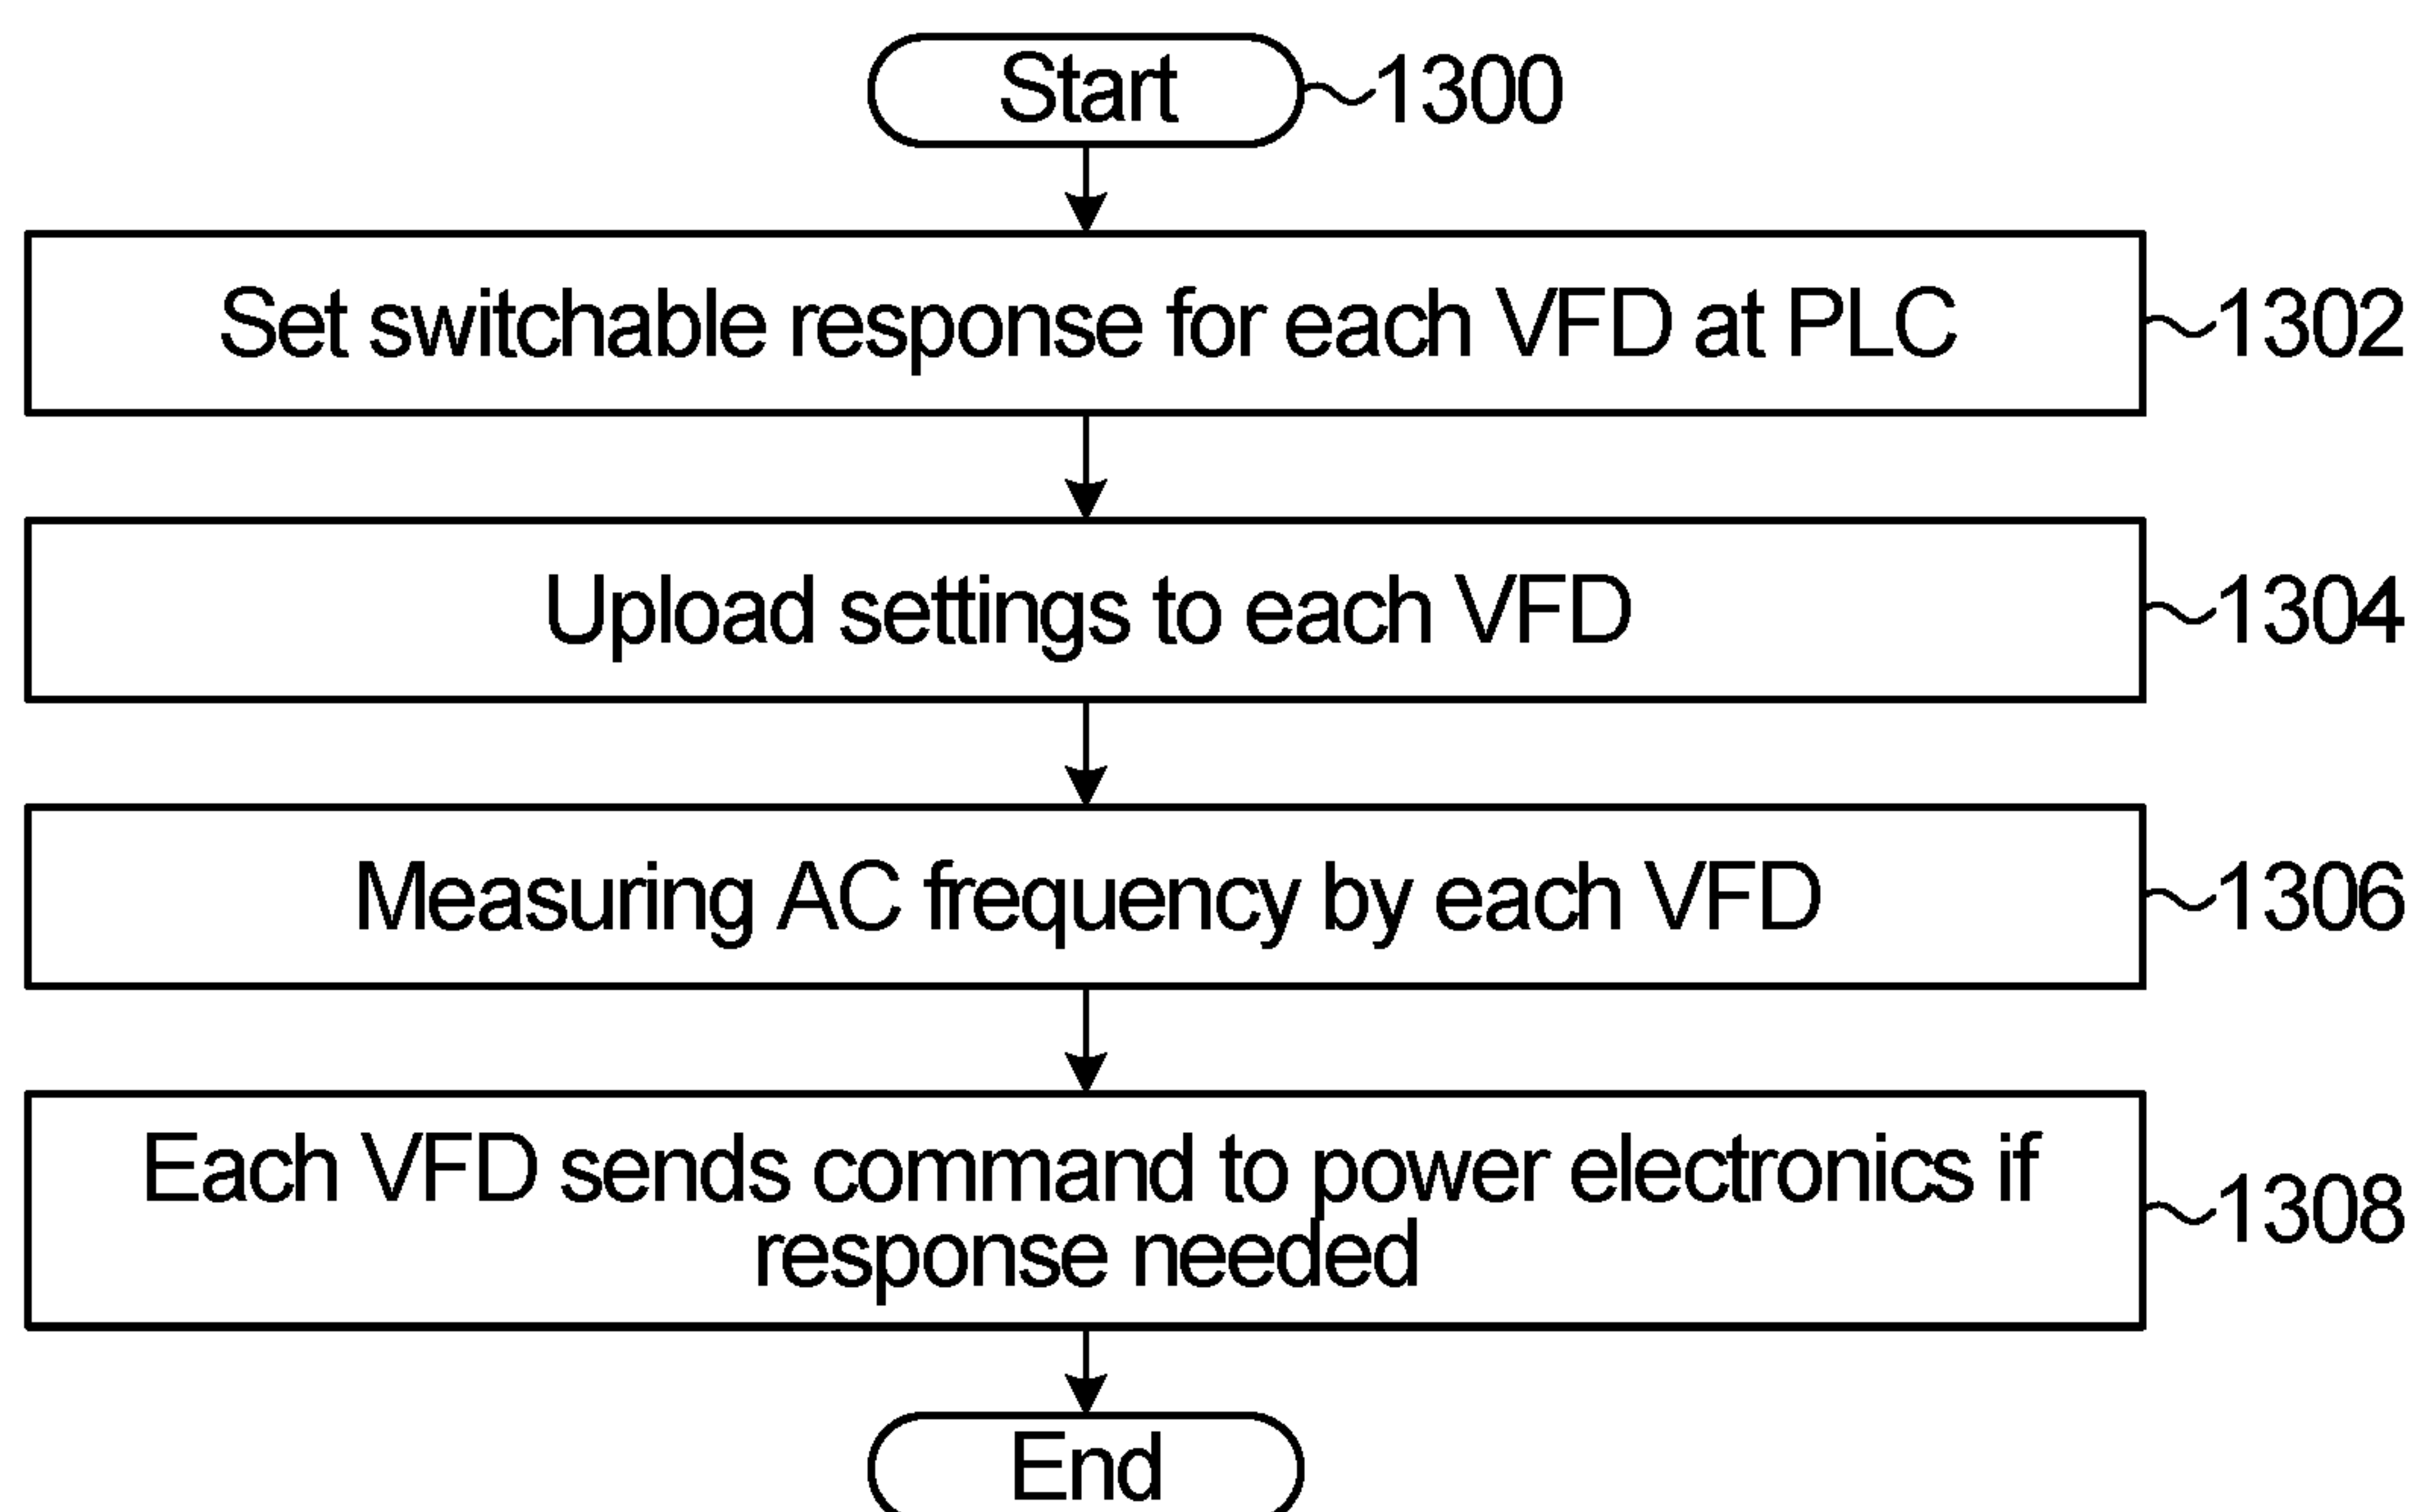 Start
1300
Set switchable response for each VFD at PLC
1302
Upload settings to each VFD
1304
Measuring AC frequency by each VFD
1306
Each VFD sends command to power electronics if
response needed
1308
End